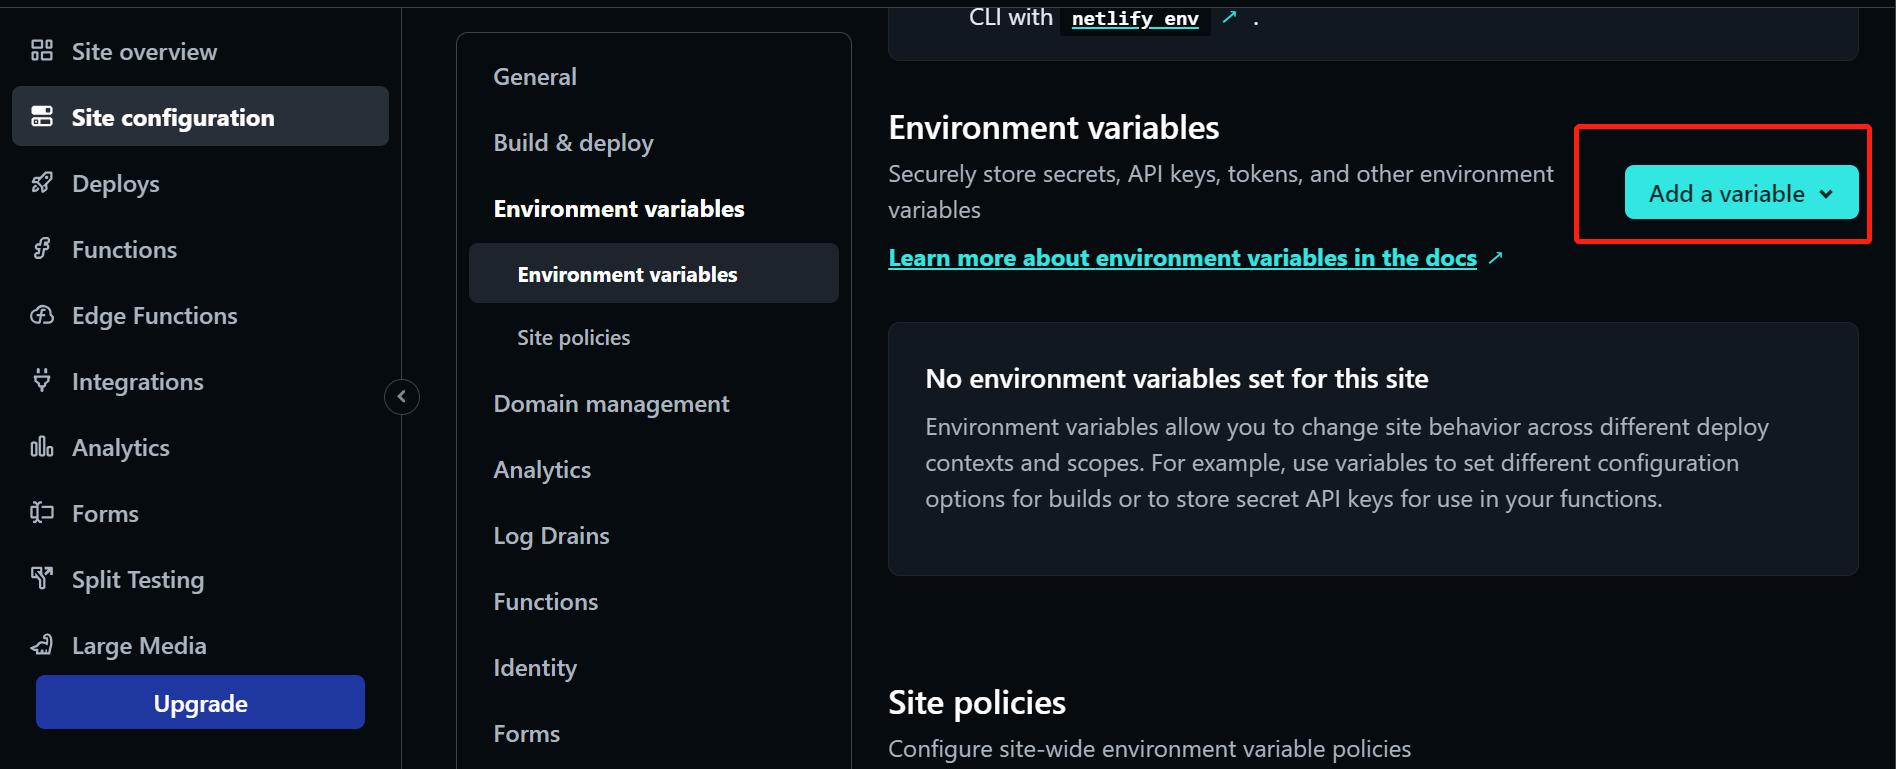 Site overview
Site configuration
Deploys
Functions
Edge Functions
Integrations
Analytics
Forms
Split Testing
Large Media
Upgrade
General
Build & deploy
Environment variables
Environment variables
Site policies
Domain management
Analytics
Log Drains
Functions
Identity
Forms
CLI with netlify env ↗ .
Environment variables
Securely store secrets, API keys, tokens, and other environment
variables
Learn more about environment variables in the docs ↗
Add a variable
No environment variables set for this site
Environment variables allow you to change site behavior across different deploy
contexts and scopes. For example, use variables to set different configuration
options for builds or to store secret API keys for use in your functions.
Site policies
Configure site-wide environment variable policies